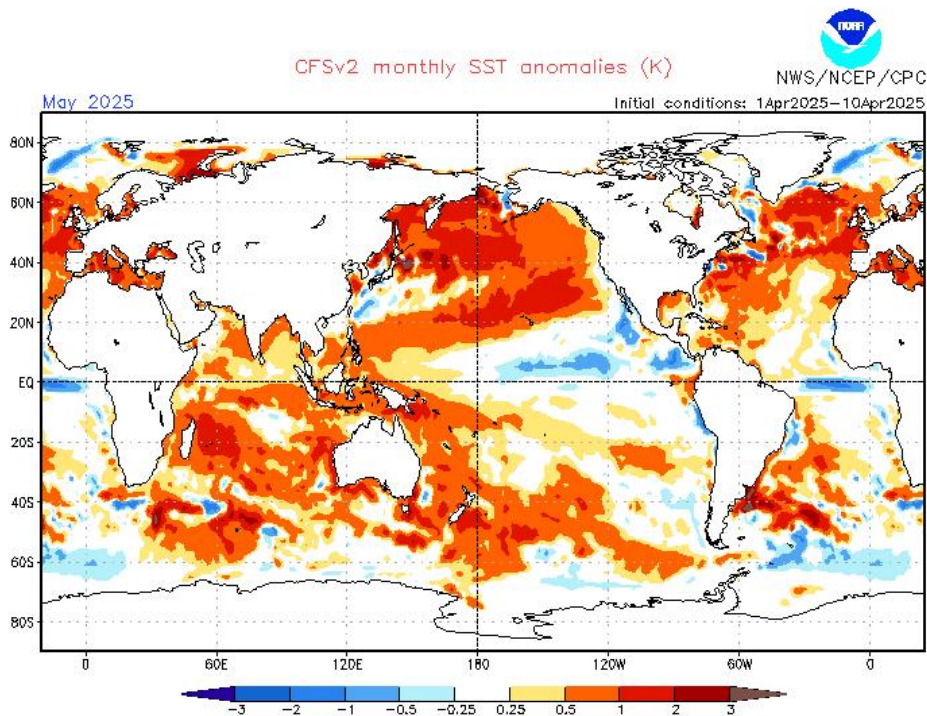 NOAA
CFSv2 monthly SST anomalies (K)
NWS/NCEP/CPC
May 2025
Initial conditions: 1Apr2025-10Apr2025
80N
60N
40N
20N
EQ
20S
40S
60S
80S
0 60E 120E 180 120W 60W 0
-3 -2 -1 -0.5 -0.25 0.25 0.5 1 2 3